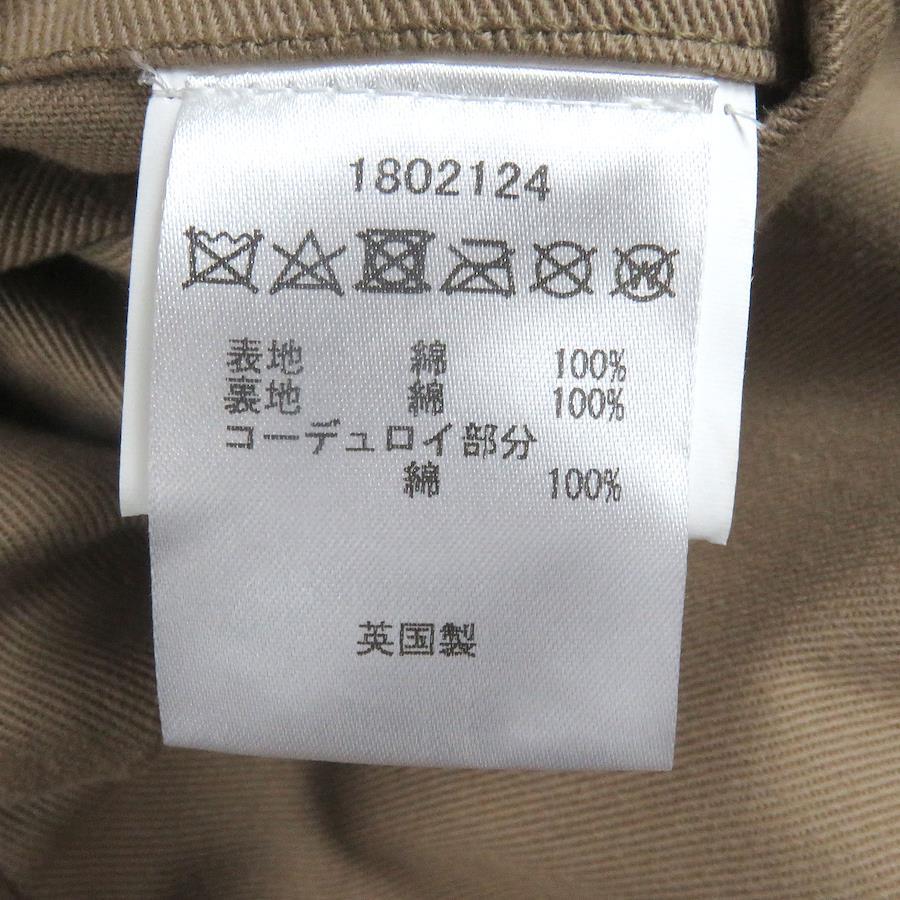 1802124
W
表地 綿 100%
裏地 綿 100%
コーデュロイ部分
綿 100%
英国製